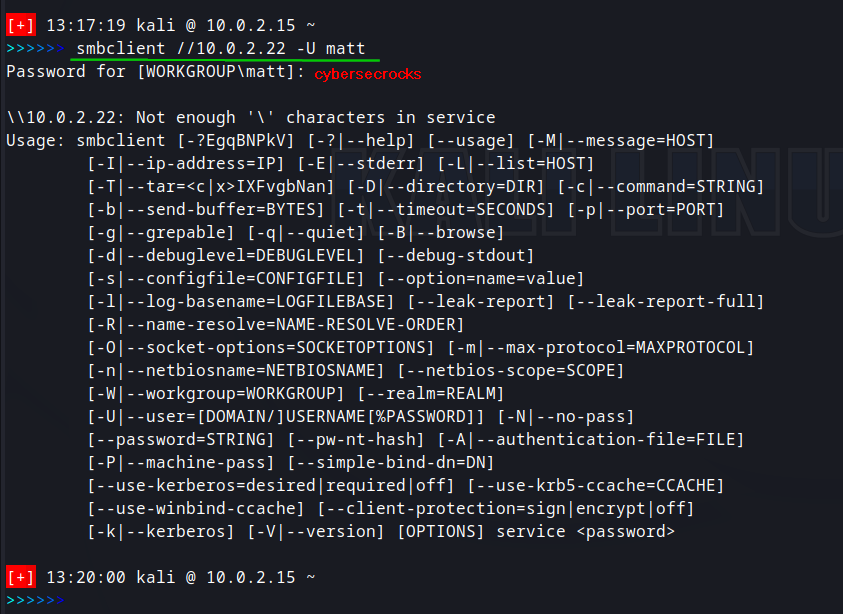 [+] 13:17:19 kali @ 10.0.2.15 ~
>>>>>> smbclient //10.0.2.22 -U matt
Password for [WORKGROUP\matt]: cybersecrocks
\\10.0.2.22: Not enough '\' characters in service
Usage: smbclient [-?EgqBNPkV] [-?|--help] [--usage] [-M|--message=HOST]
[-I|--ip-address=IP] [-E|--stderr] [-L|--list=HOST]
[-T|--tar=<c|x>IXFvgbNan] [-D|--directory=DIR] [-c|--command=STRING]
[-b|--send-buffer=BYTES] [-t|--timeout=SECONDS] [-p|--port=PORT]
[-g|--grepable] [-q|--quiet] [-B|--browse]
[-d|--debuglevel=DEBUGLEVEL] [--debug-stdout]
[-s|--configfile=CONFIGFILE] [--option=name=value]
[-l|--log-basename=LOGFILEBASE] [--leak-report] [--leak-report-full]
[-R|--name-resolve=NAME-RESOLVE-ORDER]
[-O|--socket-options=SOCKETOPTIONS] [-m|--max-protocol=MAXPROTOCOL]
[-n|--netbiosname=NETBIOSNAME] [--netbios-scope=SCOPE]
[-W|--workgroup=WORKGROUP] [--realm=REALM]
[-U|--user=[DOMAIN/]USERNAME[%PASSWORD]] [-N|--no-pass]
[--password=STRING] [--pw-nt-hash] [-A|--authentication-file=FILE]
[-P|--machine-pass] [--simple-bind-dn=DN]
[--use-kerberos=desired|required|off] [--use-krb5-ccache=CCACHE]
[--use-winbind-ccache] [--client-protection=sign|encrypt|off]
[-k|--kerberos] [-V|--version] [OPTIONS] service <password>
[+] 13:20:00 kali @ 10.0.2.15 ~
>>>>>>
KALI LINU